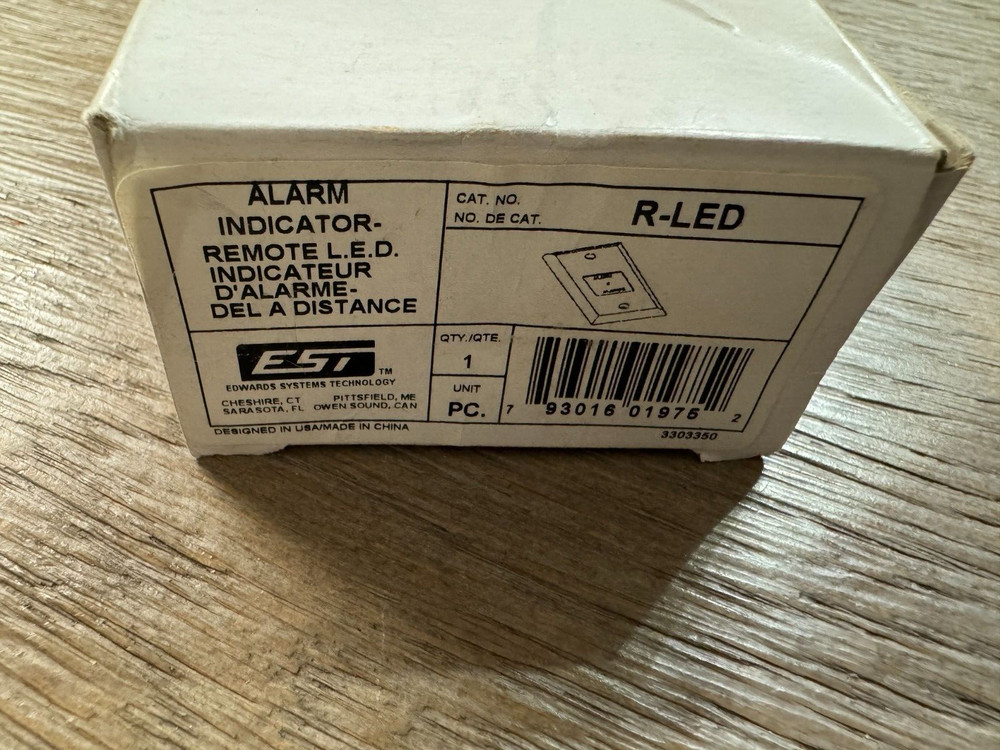 ALARM
INDICATOR-
REMOTE L.E.D.
INDICATEUR
D'ALARME-
DEL A DISTANCE
CAT. NO.
NO. DE CAT.
R-LED
EST TM
EDWARDS SYSTEMS TECHNOLOGY
CHESHIRE, CT PITTSFIELD, ME
SARASOTA, FL OWEN SOUND, CAN
QTY./QTE.
1
UNIT
PC.
7 93016 01975 2
DESIGNED IN USA/MADE IN CHINA
3303350